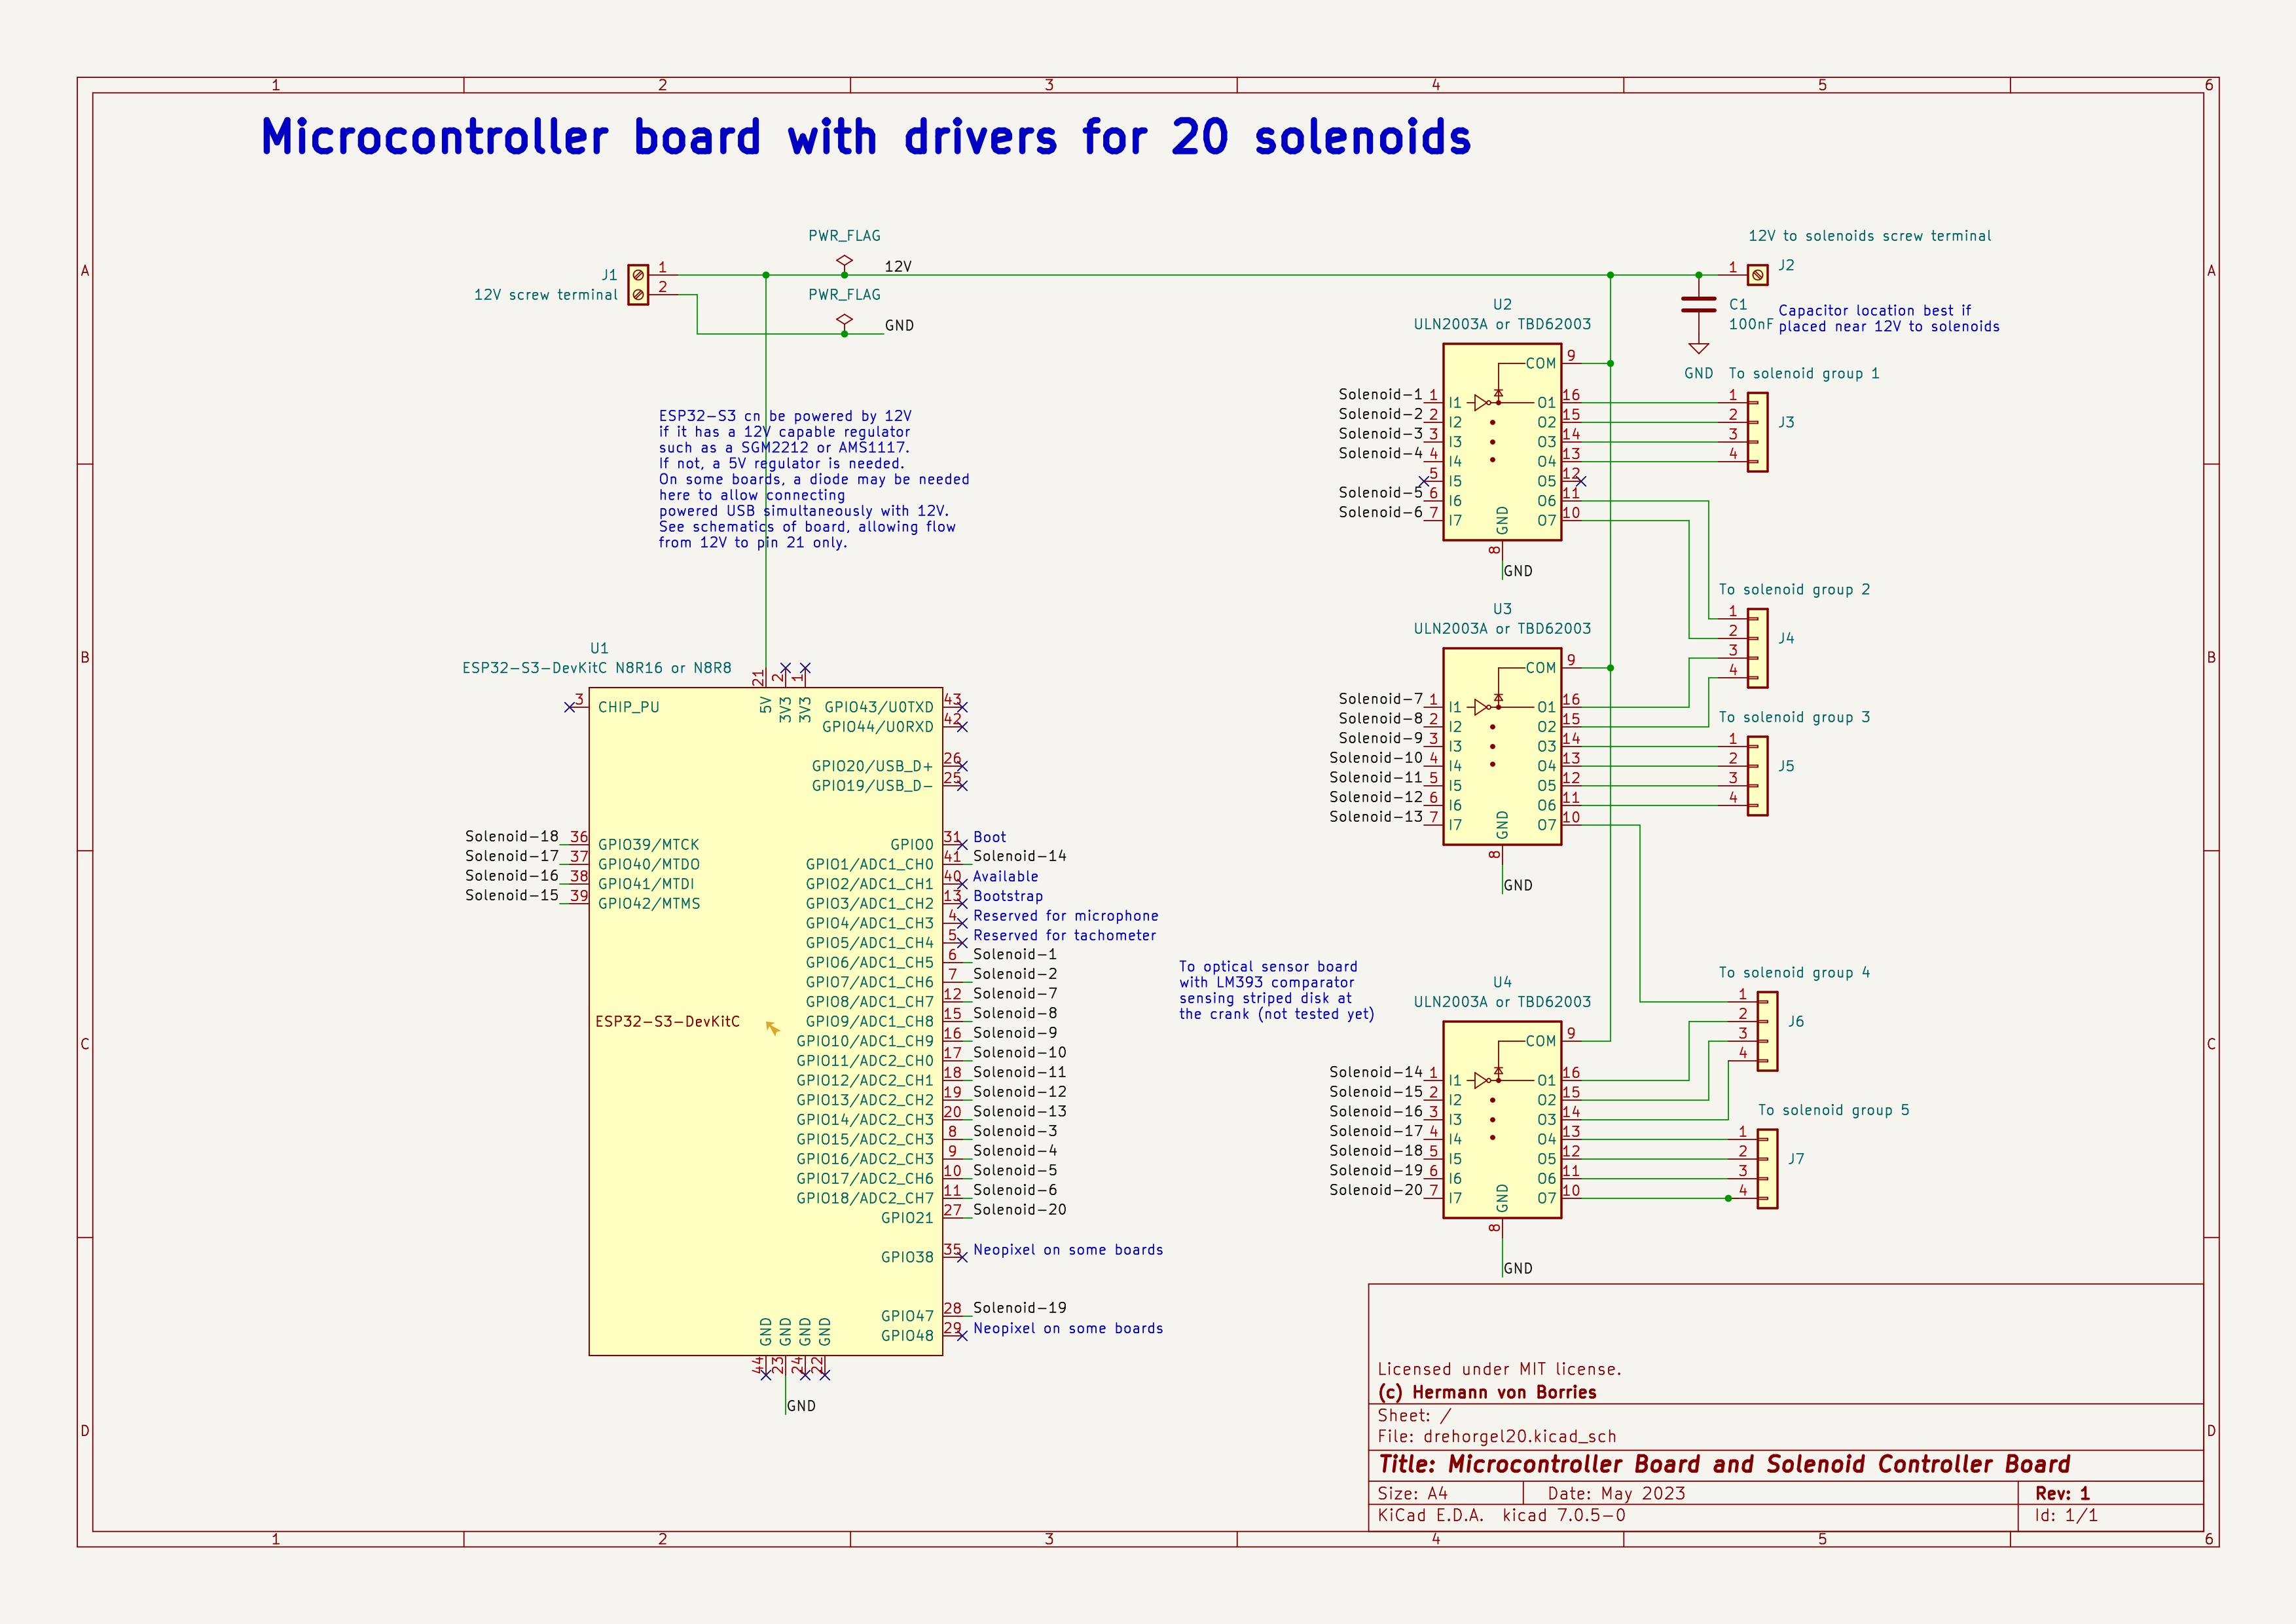 1 2 3 4 5 6
Microcontroller board with drivers for 20 solenoids
A
B
C
D
PWR_FLAG
12V
J1
12V screw terminal
1
2
PWR_FLAG
GND
ESP32-S3 cn be powered by 12V
if it has a 12V capable regulator
such as a SGM2212 or AMS1117.
If not, a 5V regulator is needed.
On some boards, a diode may be needed
here to allow connecting
powered USB simultaneously with 12V.
See schematics of board, allowing flow
from 12V to pin 21 only.
U1
ESP32-S3-DevKitC N8R16 or N8R8
21 2 1
5V 3V3 3V3
3 CHIP_PU
GPIO43/U0TXD 43
GPIO44/U0RXD 42
GPIO20/USB_D+ 26
GPIO19/USB_D- 25
Solenoid-18 36 GPIO39/MTCK
Solenoid-17 37 GPIO40/MTDO
Solenoid-16 38 GPIO41/MTDI
Solenoid-15 39 GPIO42/MTMS
GPIO0 31 Boot
GPIO1/ADC1_CH0 41 Solenoid-14
GPIO2/ADC1_CH1 40 Available
GPIO3/ADC1_CH2 13 Bootstrap
GPIO4/ADC1_CH3 4 Reserved for microphone
GPIO5/ADC1_CH4 5 Reserved for tachometer
GPIO6/ADC1_CH5 6 Solenoid-1
GPIO7/ADC1_CH6 7 Solenoid-2
GPIO8/ADC1_CH7 12 Solenoid-7
ESP32-S3-DevKitC
GPIO9/ADC1_CH8 15 Solenoid-8
GPIO10/ADC1_CH9 16 Solenoid-9
GPIO11/ADC2_CH0 17 Solenoid-10
GPIO12/ADC2_CH1 18 Solenoid-11
GPIO13/ADC2_CH2 19 Solenoid-12
GPIO14/ADC2_CH3 20 Solenoid-13
GPIO15/ADC2_CH3 8 Solenoid-3
GPIO16/ADC2_CH3 9 Solenoid-4
GPIO17/ADC2_CH6 10 Solenoid-5
GPIO18/ADC2_CH7 11 Solenoid-6
GPIO21 27 Solenoid-20
GPIO38 35 Neopixel on some boards
GPIO47 28 Solenoid-19
GPIO48 29 Neopixel on some boards
GND GND GND GND
44 23 24 22
GND
To optical sensor board
with LM393 comparator
sensing striped disk at
the crank (not tested yet)
U2
ULN2003A or TBD62003
COM 9
Solenoid-1 1 I1 O1 16
Solenoid-2 2 I2 O2 15
Solenoid-3 3 I3 O3 14
Solenoid-4 4 I4 O4 13
5 I5 O5 12
Solenoid-5 6 I6 O6 11
Solenoid-6 7 I7 O7 10
GND
8
GND
U3
ULN2003A or TBD62003
COM 9
Solenoid-7 1 I1 O1 16
Solenoid-8 2 I2 O2 15
Solenoid-9 3 I3 O3 14
Solenoid-10 4 I4 O4 13
Solenoid-11 5 I5 O5 12
Solenoid-12 6 I6 O6 11
Solenoid-13 7 I7 O7 10
GND
8
GND
U4
ULN2003A or TBD62003
COM 9
Solenoid-14 1 I1 O1 16
Solenoid-15 2 I2 O2 15
Solenoid-16 3 I3 O3 14
Solenoid-17 4 I4 O4 13
Solenoid-18 5 I5 O5 12
Solenoid-19 6 I6 O6 11
Solenoid-20 7 I7 O7 10
GND
8
GND
12V to solenoids screw terminal
1 J2
C1
100nF
Capacitor location best if
placed near 12V to solenoids
GND
To solenoid group 1
1
2
3
4
J3
To solenoid group 2
1
2
3
4
J4
To solenoid group 3
1
2
3
4
J5
To solenoid group 4
1
2
3
4
J6
To solenoid group 5
1
2
3
4
J7
A
B
C
D
Licensed under MIT license.
(c) Hermann von Borries
Sheet: /
File: drehorgel20.kicad_sch
Title: Microcontroller Board and Solenoid Controller Board
Size: A4 Date: May 2023 Rev: 1
KiCad E.D.A. kicad 7.0.5-0 Id: 1/1
1 2 3 4 5 6